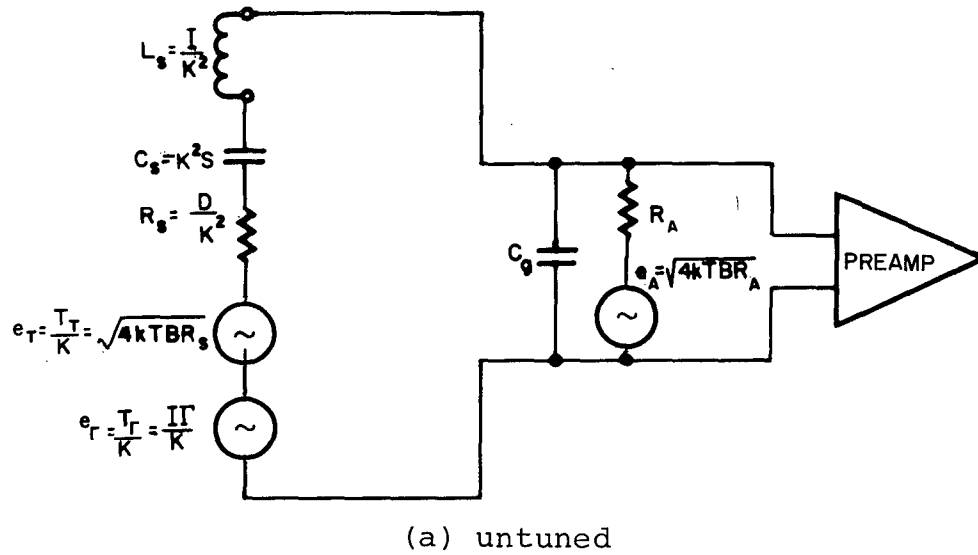 L_s = I/K²
C_s = K²S
R_s = D/K²
e_T = T_T/K = √4kTBR_s
e_Γ = T_Γ/K = IΓ/K
C_g
R_A
e_A = √4kTBR_A
PREAMP
(a) untuned